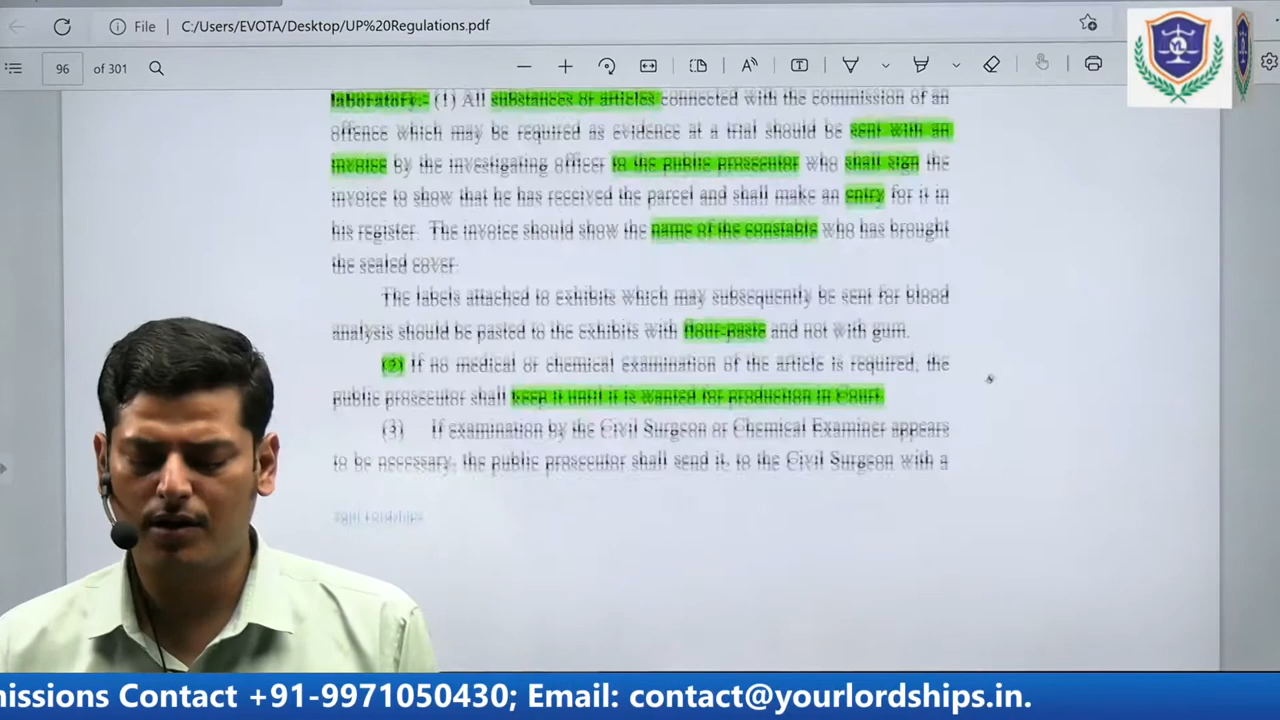 File C:/Users/EVOTA/Desktop/UP%20Regulations.pdf
96 of 301
laboratory:- (1) All substances or articles connected with the commission of an
offence which may be required as evidence at a trial should be sent with an
invoice by the investigating officer to the public prosecutor who shall sign the
invoice to show that he has received the parcel and shall make an entry for it in
his register. The invoice should show the name of the constable who has brought
the sealed cover.
The labels attached to exhibits which may subsequently be sent for blood
analysis should be pasted to the exhibits with flour-paste and not with gum.
(2) If no medical or chemical examination of the article is required, the
public prosecutor shall keep it until it is wanted for production in Court.
(3) If examination by the Civil Surgeon or Chemical Examiner appears
to be necessary, the public prosecutor shall send it, to the Civil Surgeon with a
missions Contact +91-9971050430; Email: contact@yourlordships.in.